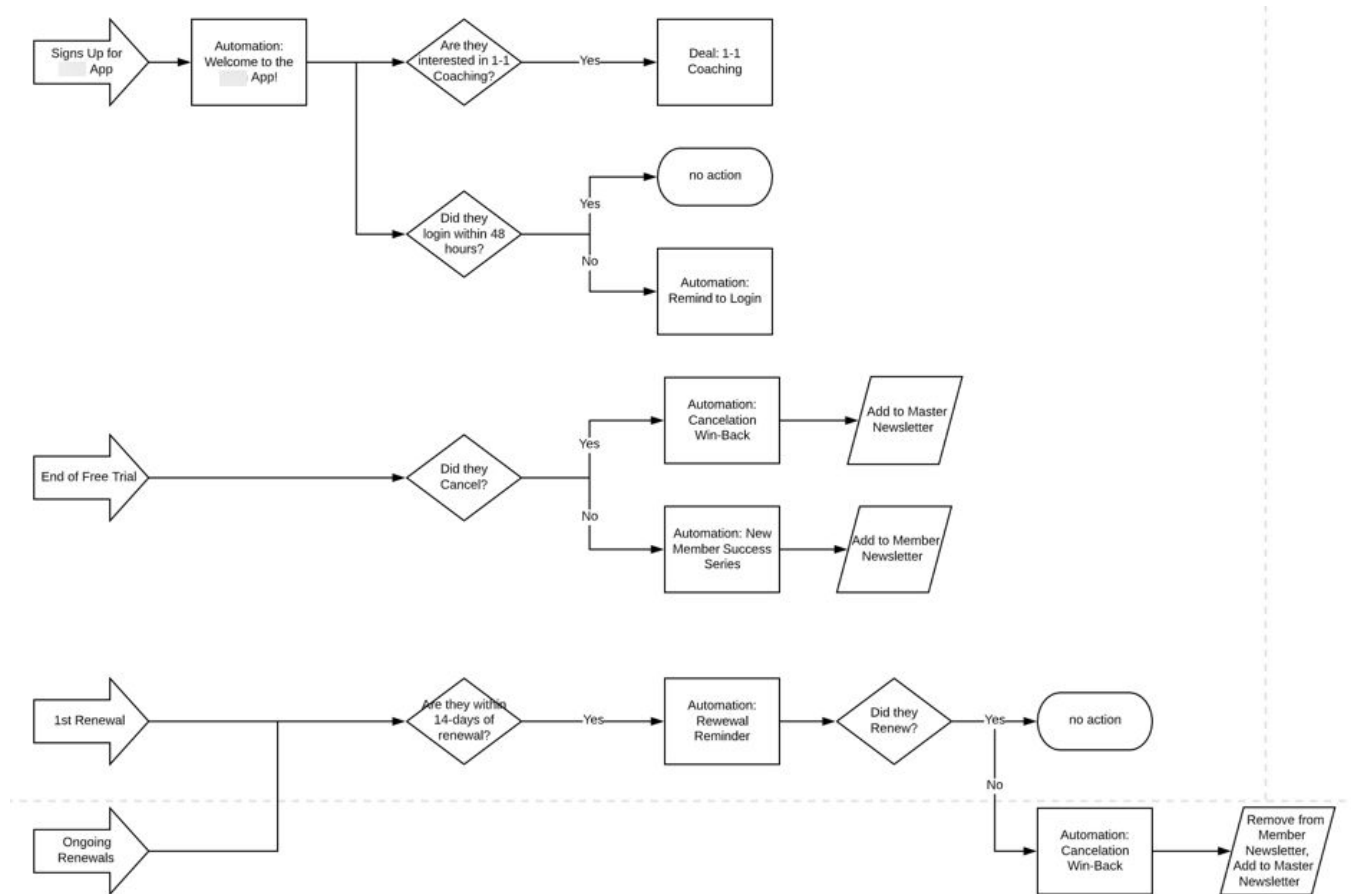 Signs Up for
App
Automation:
Welcome to the
App!
Are they
interested in 1-1
Coaching?
Yes
Deal: 1-1
Coaching
no action
Yes
Did they
login within 48
hours?
No
Automation:
Remind to Login
Automation:
Cancelation
Win-Back
Add to Master
Newsletter
Yes
End of Free Trial
Did they
Cancel?
No
Automation: New
Member Success
Series
Add to Member
Newsletter
1st Renewal
Are they within
14-days of
renewal?
Yes
Automation:
Rewewal
Reminder
Did they
Renew?
Yes
no action
No
Ongoing
Renewals
Automation:
Cancelation
Win-Back
Remove from
Member
Newsletter,
Add to Master
Newsletter